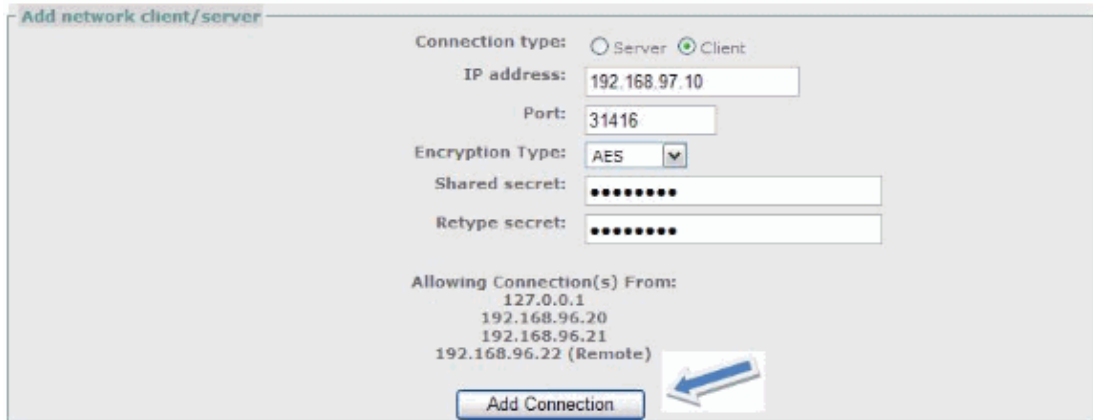 Add network client/server
Connection type: Server Client
IP address: 192.168.97.10
Port: 31416
Encryption Type: AES
Shared secret: ●●●●●●●●
Retype secret: ●●●●●●●●
Allowing Connection(s) From:
127.0.0.1
192.168.96.20
192.168.96.21
192.168.96.22 (Remote)
Add Connection